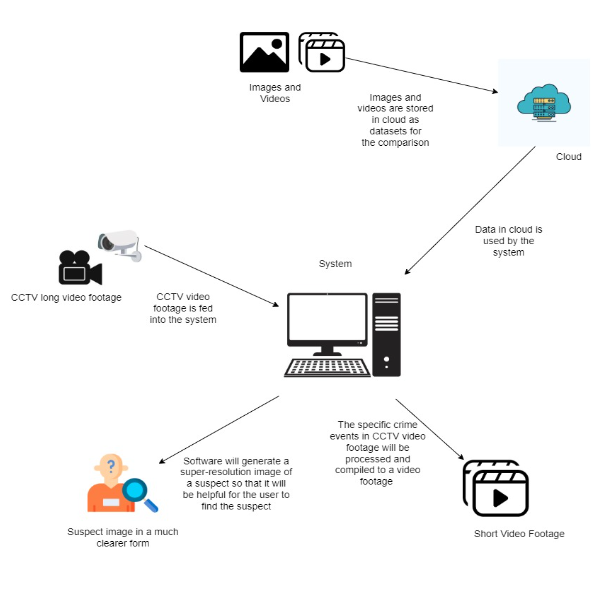 Images and
Videos
Images and
videos are stored
in cloud as
datasets for
the comparison
Cloud
Data in cloud is
used by the
system
System
CCTV long video footage
CCTV video
footage is fed
into the system
The specific crime
events in CCTV video
footage will be
processed and
compiled to a video
footage
Software will generate a
super-resolution image of
a suspect so that it will
be helpful for the user to
find the suspect
?
Suspect image in a much
clearer form
Short Video Footage